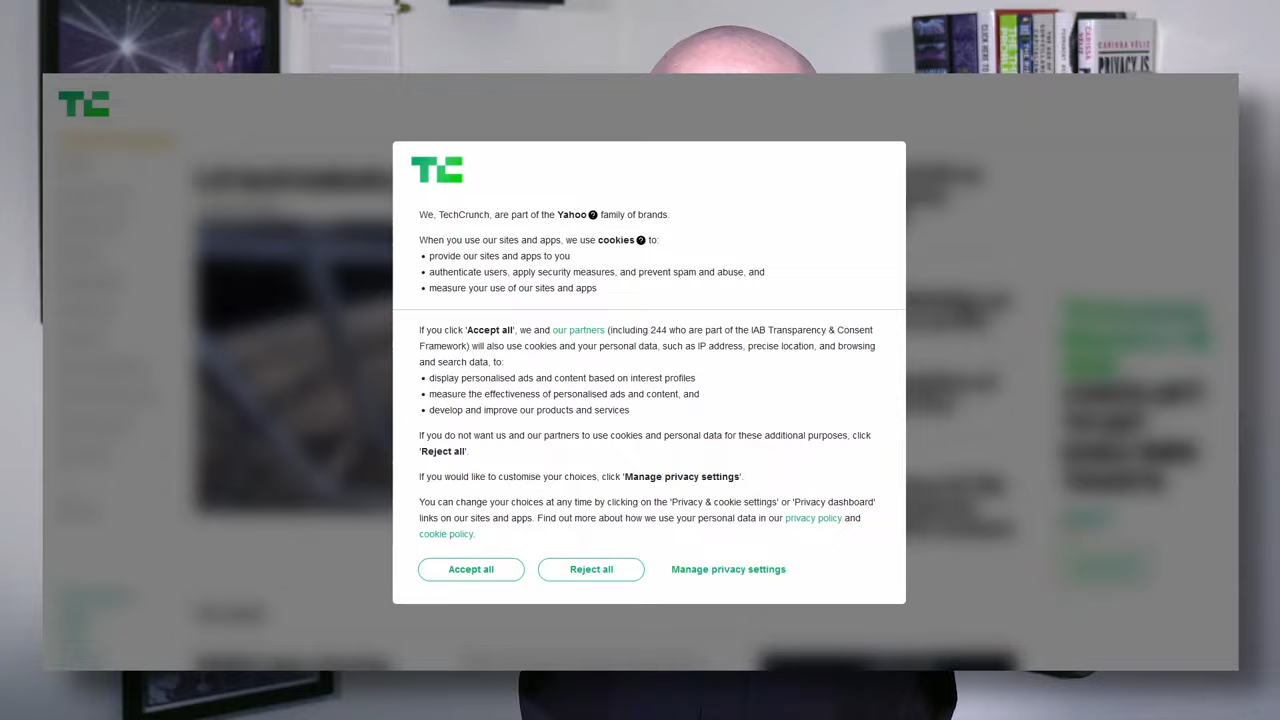 CARISSA VÉLIZ
PRIVACY IS
CLICK HERE TO
TC
TC
We, TechCrunch, are part of the Yahoo ? family of brands.
When you use our sites and apps, we use cookies ? to:
• provide our sites and apps to you
• authenticate users, apply security measures, and prevent spam and abuse, and
• measure your use of our sites and apps
If you click 'Accept all', we and our partners (including 244 who are part of the IAB Transparency & Consent
Framework) will also use cookies and your personal data, such as IP address, precise location, and browsing
and search data, to:
• display personalised ads and content based on interest profiles
• measure the effectiveness of personalised ads and content, and
• develop and improve our products and services
If you do not want us and our partners to use cookies and personal data for these additional purposes, click
'Reject all'.
If you would like to customise your choices, click 'Manage privacy settings'.
You can change your choices at any time by clicking on the 'Privacy & cookie settings' or 'Privacy dashboard'
links on our sites and apps. Find out more about how we use your personal data in our privacy policy and
cookie policy.
Accept all
Reject all
Manage privacy settings